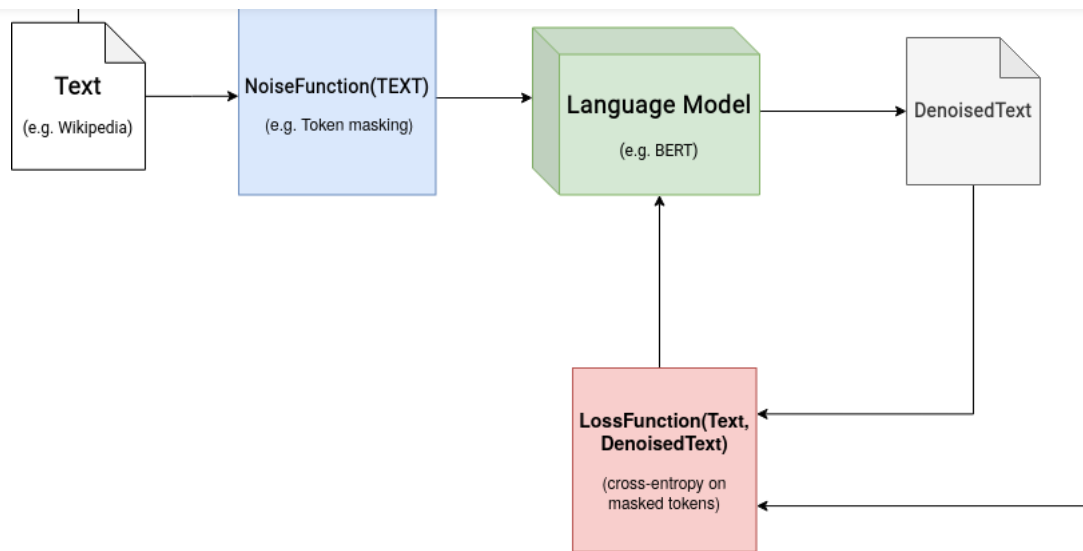 Text
(e.g. Wikipedia)
NoiseFunction(TEXT)
(e.g. Token masking)
Language Model
(e.g. BERT)
DenoisedText
LossFunction(Text,
DenoisedText)
(cross-entropy on
masked tokens)